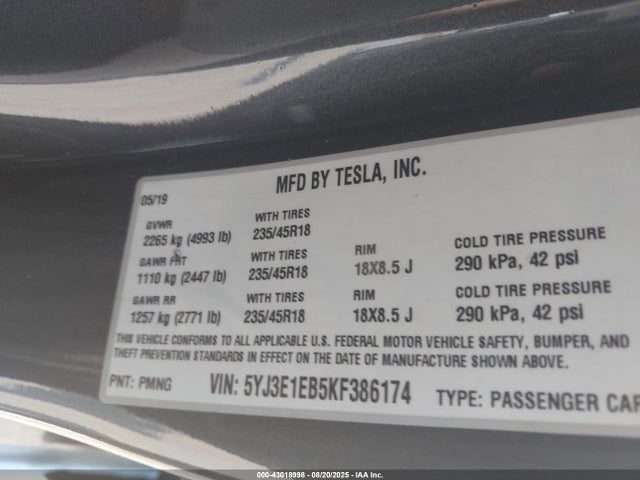 MFD BY TESLA, INC.
05/19
GVWR
2265 kg (4993 lb)
WITH TIRES
235/45R18
GAWR FRT
1110 kg (2447 lb)
WITH TIRES
235/45R18
RIM
18X8.5 J
COLD TIRE PRESSURE
290 kPa, 42 psi
GAWR RR
1257 kg (2771 lb)
WITH TIRES
235/45R18
RIM
18X8.5 J
COLD TIRE PRESSURE
290 kPa, 42 psi
THIS VEHICLE CONFORMS TO ALL APPLICABLE U.S. FEDERAL MOTOR VEHICLE SAFETY, BUMPER, AND
THEFT PREVENTION STANDARDS IN EFFECT ON THE DATE OF MANUFACTURE SHOWN ABOVE.
PNT: PMNG
VIN: 5YJ3E1EB5KF386174
TYPE: PASSENGER CAR
000-43018998 - 08/20/2025 - IAA Inc.